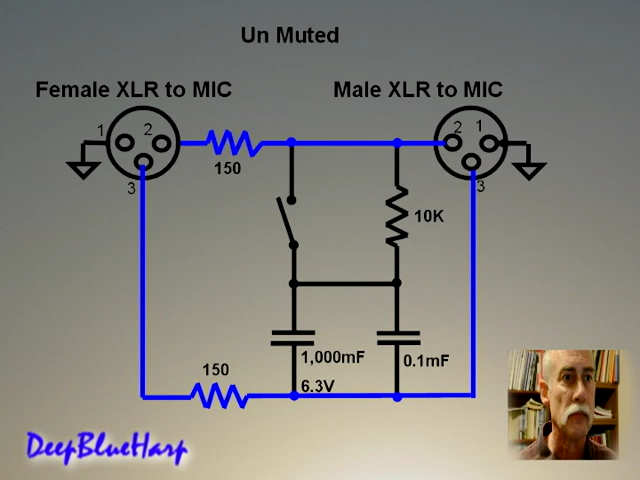 Un Muted
Female XLR to MIC
Male XLR to MIC
1
2
3
2
1
3
150
10K
1,000mF
6.3V
0.1mF
150
DeepBlueHarp